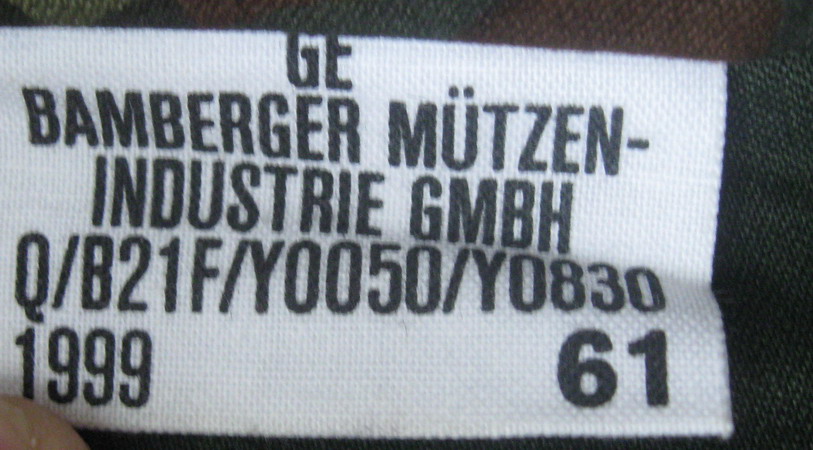 GE
BAMBERGER MÜTZEN-
INDUSTRIE GMBH
Q/B21F/Y0050/Y0830
1999 61